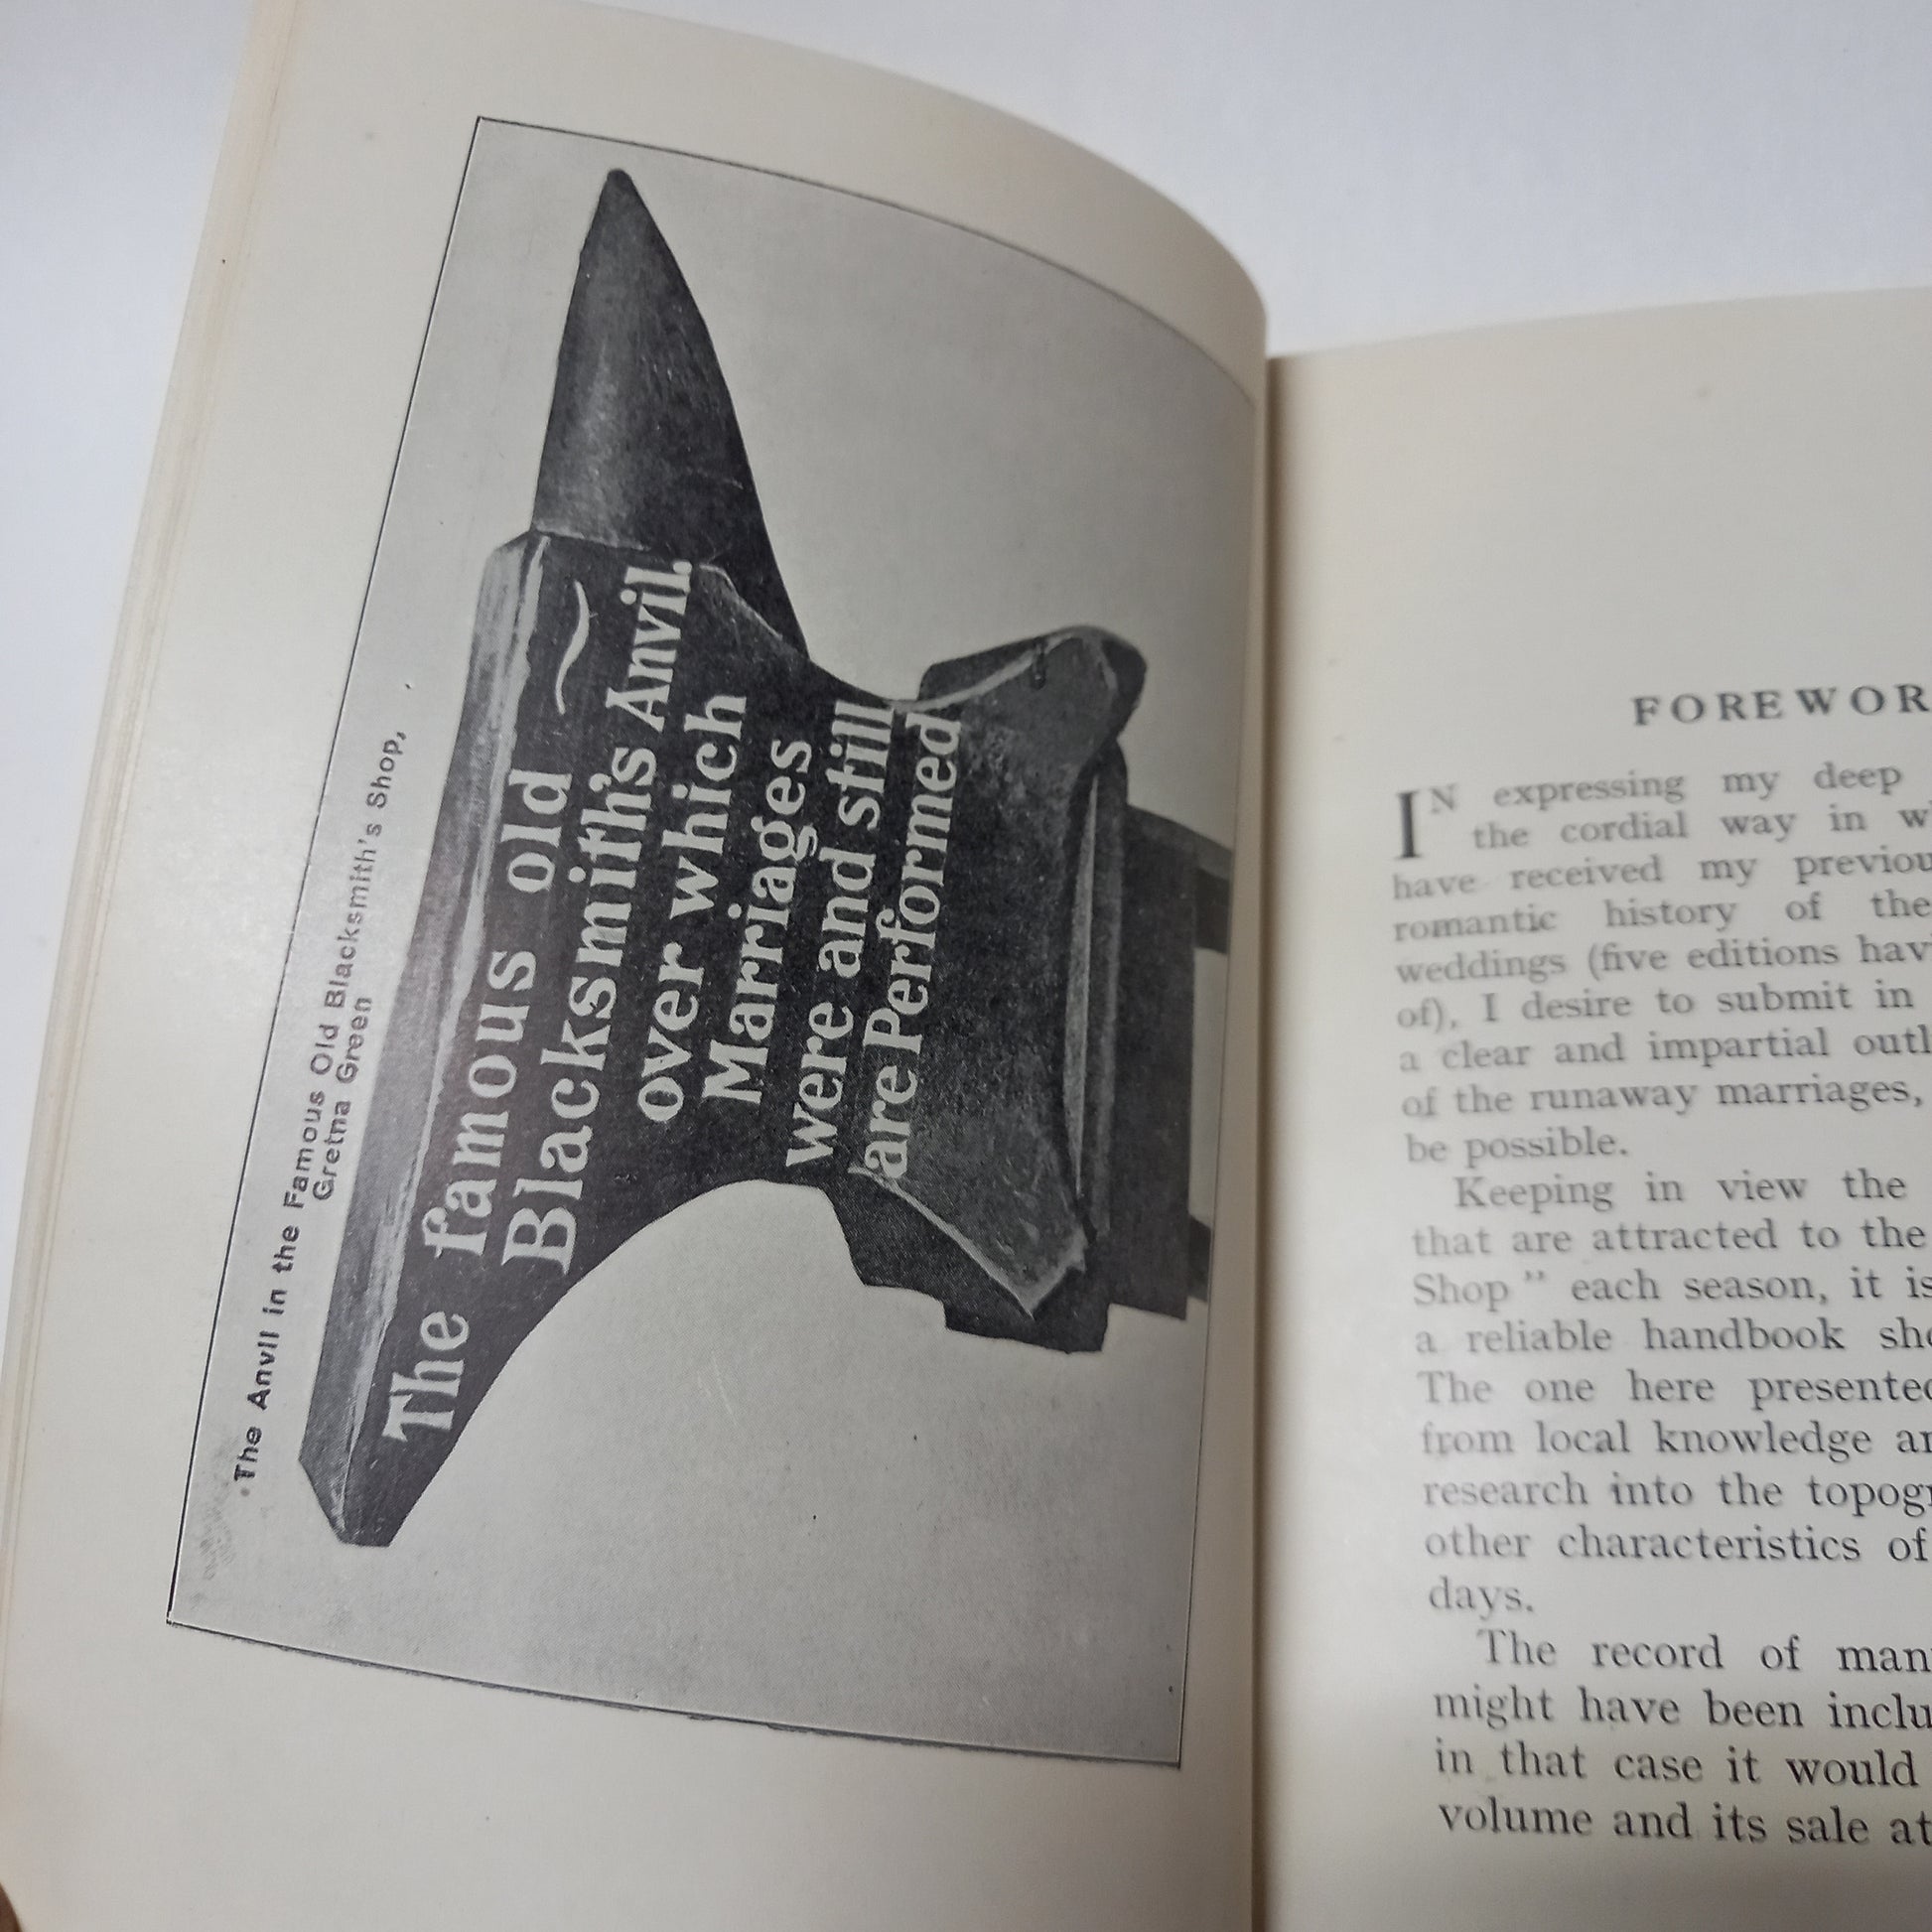 The Anvil in the Famous Old Blacksmith's Shop,
Gretna Green
The famous old
Blacksmith's Anvil.
over which
Marriages
were and still
are Performed
FOREWOR
IN expressing my deep
the cordial way in w
have received my previou
romantic history of the
weddings (five editions hav
of), I desire to submit in
a clear and impartial outl
of the runaway marriages,
be possible.
Keeping in view the
that are attracted to the
Shop" each season, it is
a reliable handbook sho
The one here presented
from local knowledge an
research into the topogr
other characteristics of
days.
The record of man
might have been inclu
in that case it would
volume and its sale at